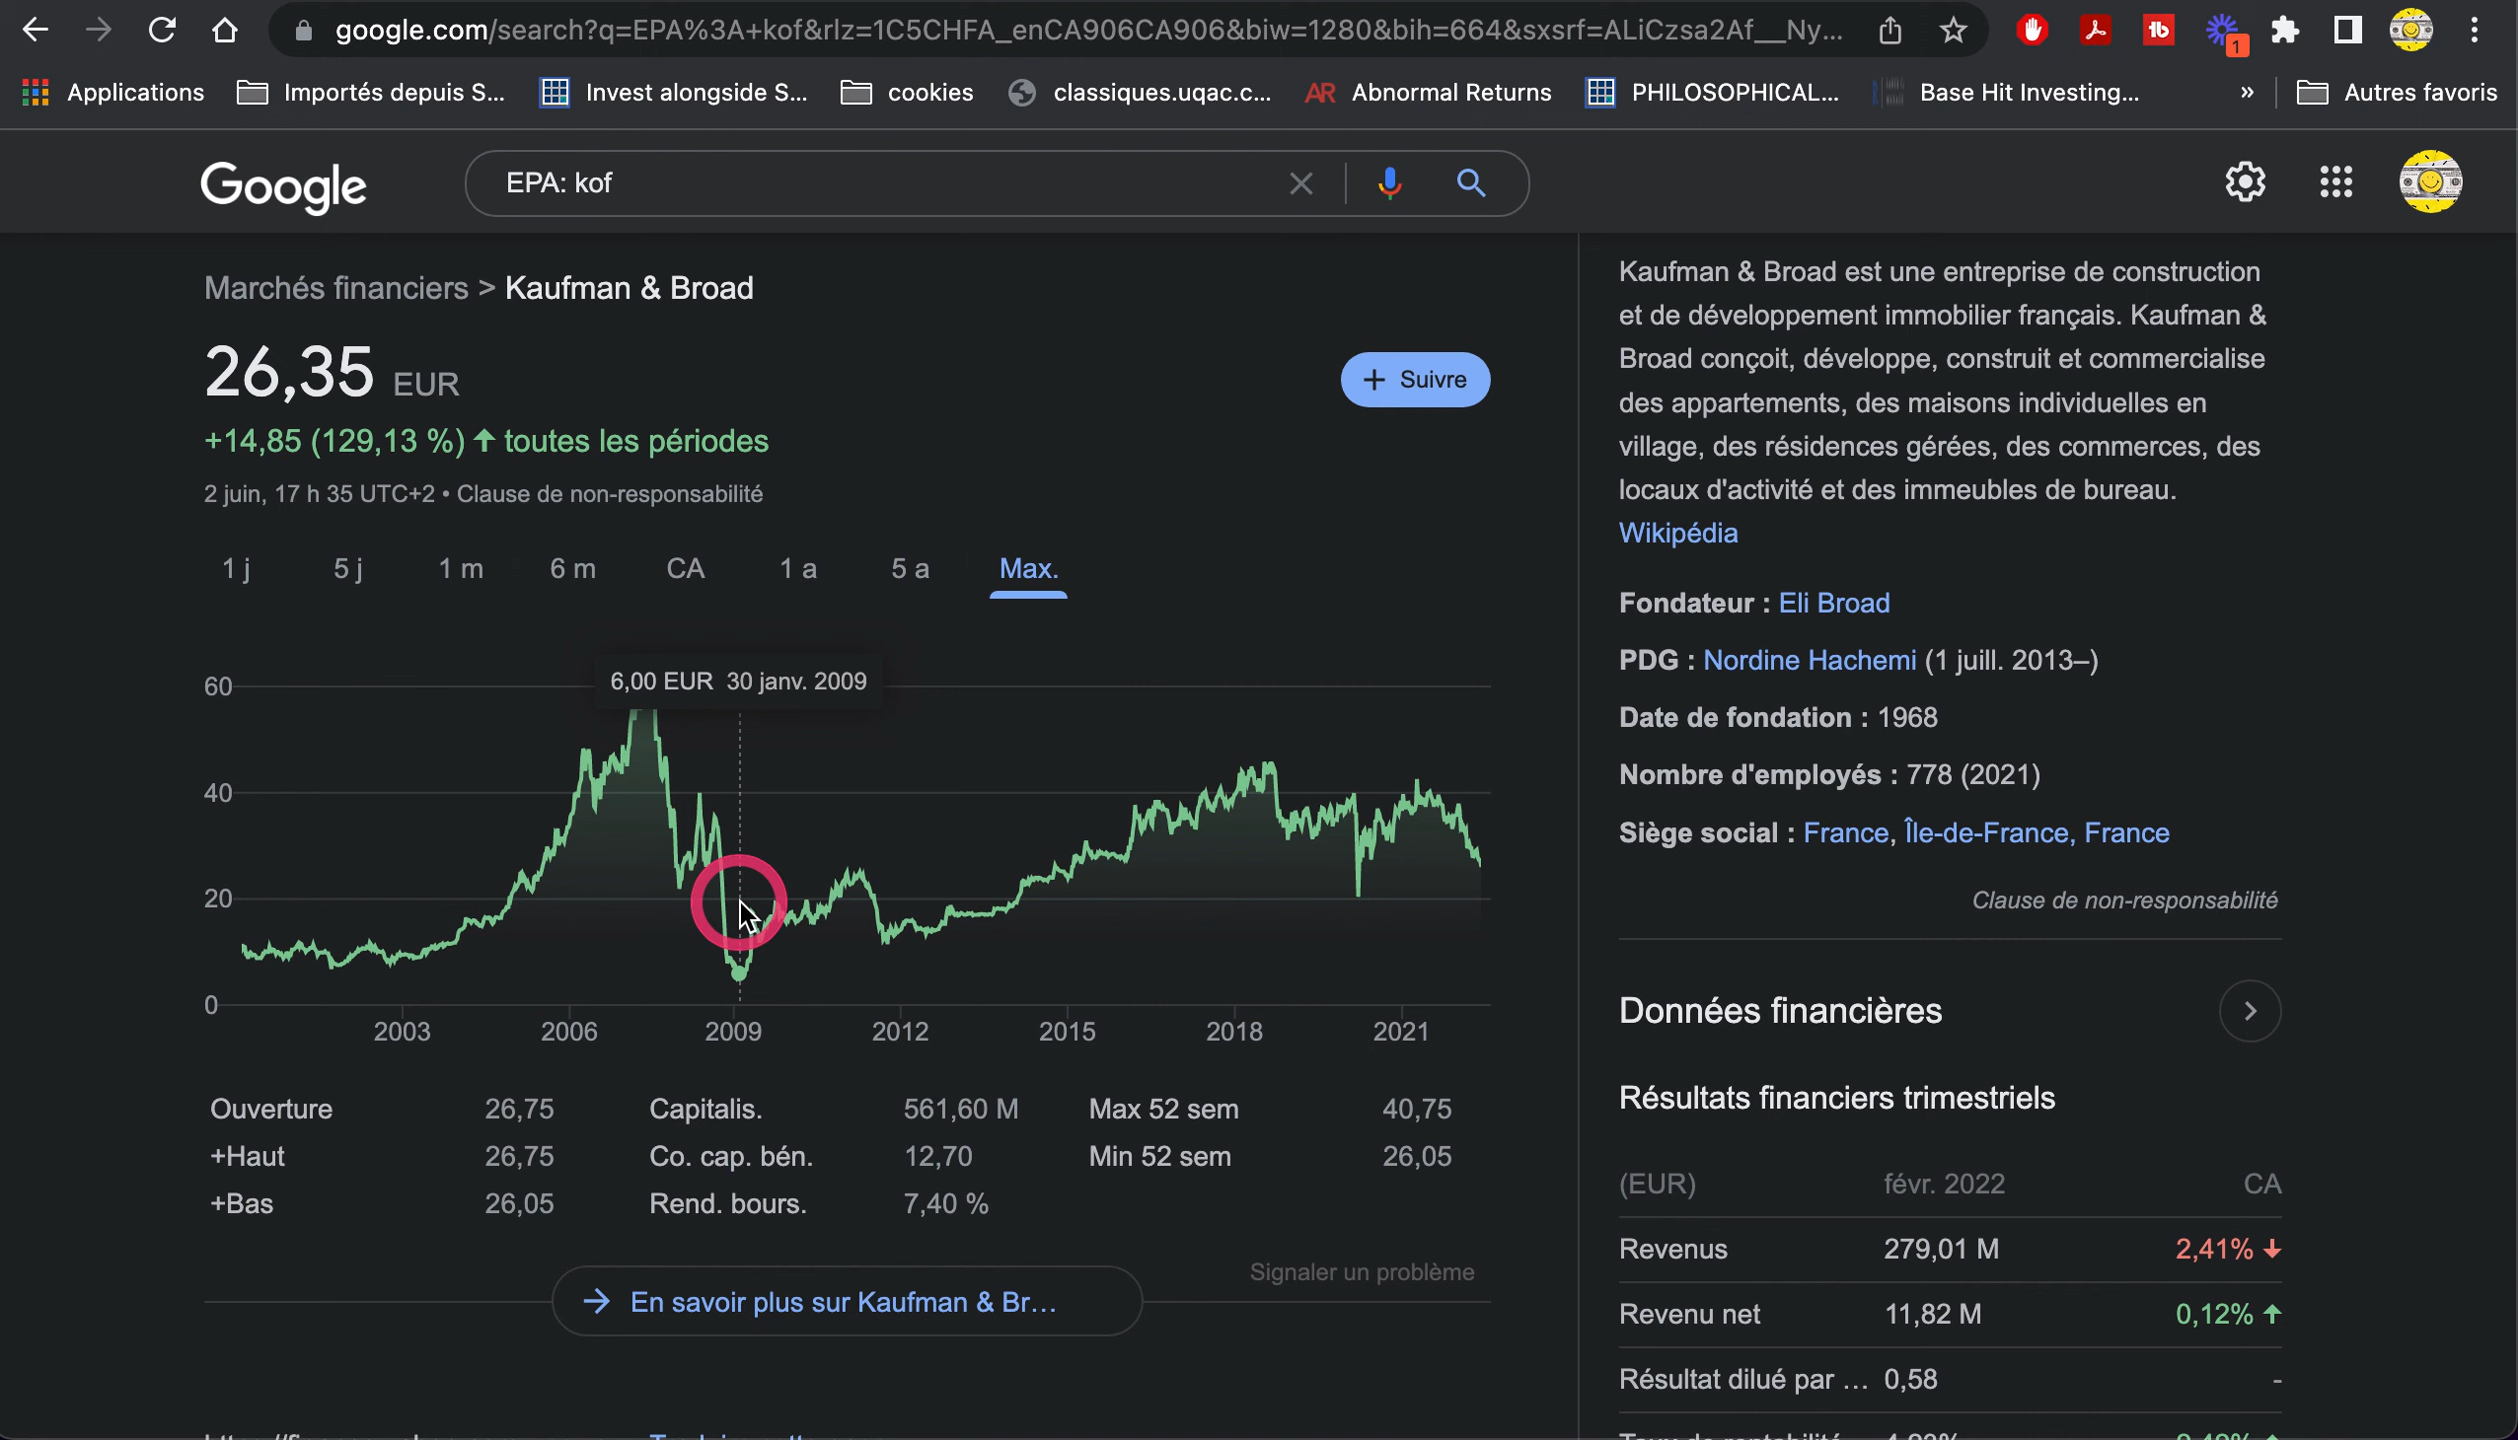 google.com/search?q=EPA%3A+kof&rlz=1C5CHFA_enCA906CA906&biw=1280&bih=664&sxsrf=ALiCzsa2Af__Ny...
1
Applications
Importés depuis S...
Invest alongside S...
cookies
classiques.uqac.c...
AR Abnormal Returns
PHILOSOPHICAL...
Base Hit Investing...
»
Autres favoris
Google
EPA: kof
Marchés financiers > Kaufman & Broad
26,35 EUR
+ Suivre
+14,85 (129,13 %) ↑ toutes les périodes
2 juin, 17 h 35 UTC+2 • Clause de non-responsabilité
1 j 5 j 1 m 6 m CA 1 a 5 a Max.
6,00 EUR 30 janv. 2009
60
40
20
0
2003 2006 2009 2012 2015 2018 2021
Ouverture 26,75 Capitalis. 561,60 M Max 52 sem 40,75
+Haut 26,75 Co. cap. bén. 12,70 Min 52 sem 26,05
+Bas 26,05 Rend. bours. 7,40 %
Signaler un problème
→ En savoir plus sur Kaufman & Br...
Kaufman & Broad est une entreprise de construction
et de développement immobilier français. Kaufman &
Broad conçoit, développe, construit et commercialise
des appartements, des maisons individuelles en
village, des résidences gérées, des commerces, des
locaux d'activité et des immeubles de bureau.
Wikipédia
Fondateur : Eli Broad
PDG : Nordine Hachemi (1 juill. 2013–)
Date de fondation : 1968
Nombre d'employés : 778 (2021)
Siège social : France, Île-de-France, France
Clause de non-responsabilité
Données financières
Résultats financiers trimestriels
(EUR) févr. 2022 CA
Revenus 279,01 M 2,41% ↓
Revenu net 11,82 M 0,12% ↑
Résultat dilué par ... 0,58 -